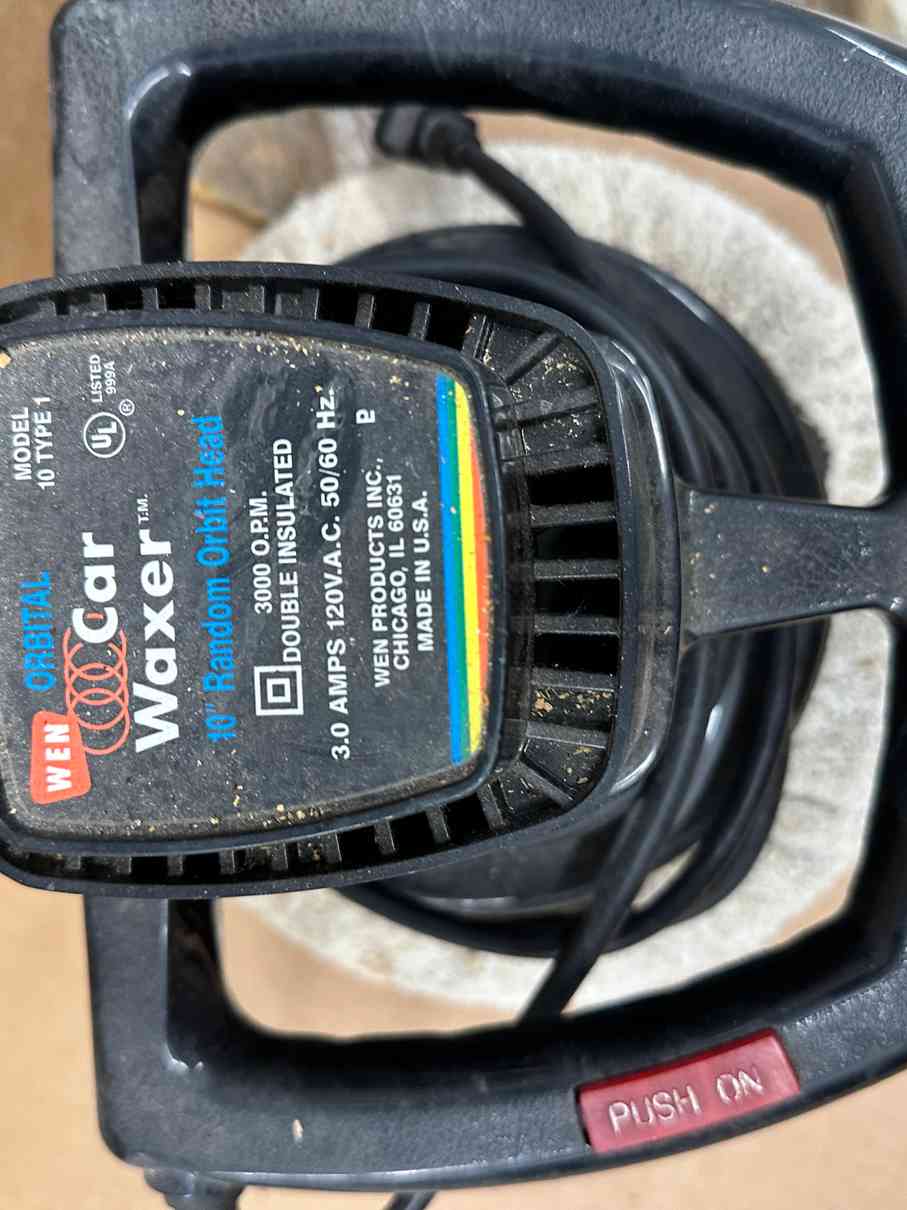 MODEL
10 TYPE 1
UL
®
LISTED
999A
ORBITAL
WEN
Car
Waxer T.M.
10" Random Orbit Head
3000 O.P.M.
DOUBLE INSULATED
3.0 AMPS 120V.A.C. 50/60 Hz.
WEN PRODUCTS INC.,
CHICAGO, IL 60631
MADE IN U.S.A.
PUSH ON